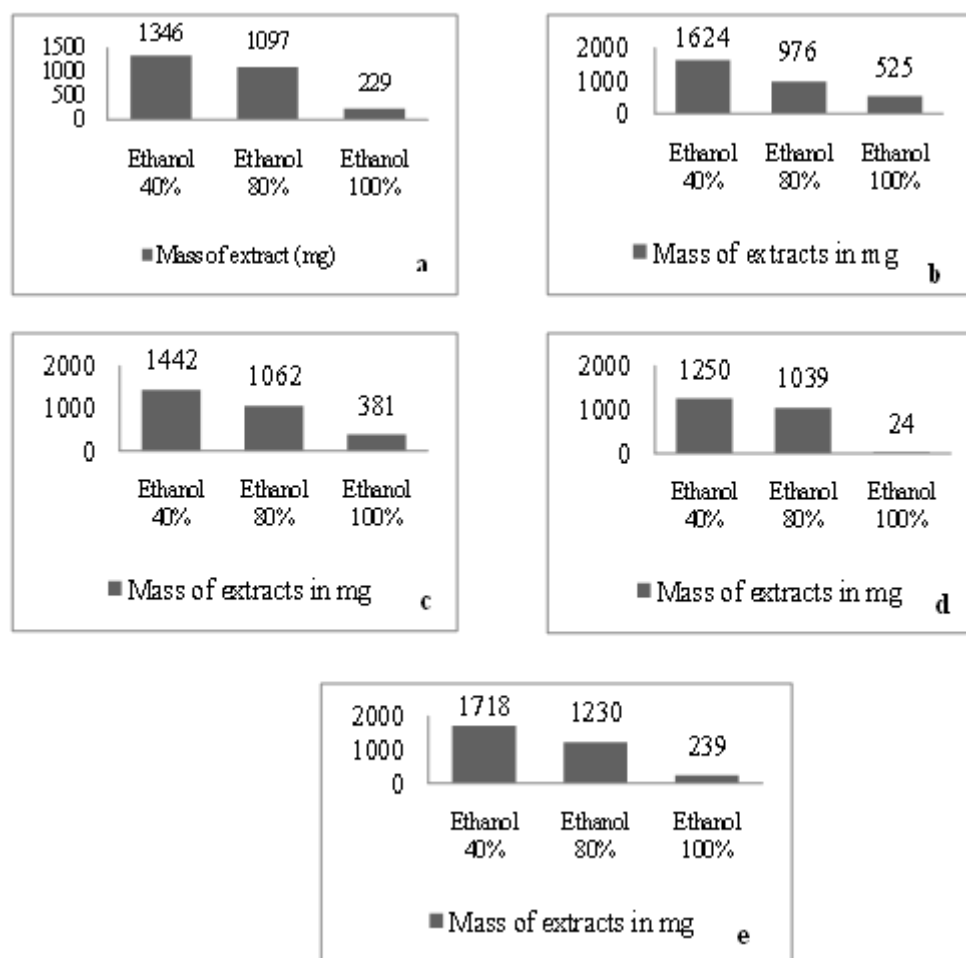 1346 1097 229
1500
1000
500
0
Ethanol 40% Ethanol 80% Ethanol 100%
Mass of extract (mg)
a
1624 976 525
2000
1000
0
Ethanol 40% Ethanol 80% Ethanol 100%
Mass of extracts in mg
b
1442 1062 381
2000
1000
0
Ethanol 40% Ethanol 80% Ethanol 100%
Mass of extracts in mg
c
1250 1039 24
2000
1000
0
Ethanol 40% Ethanol 80% Ethanol 100%
Mass of extracts in mg
d
1718 1230 239
2000
1000
0
Ethanol 40% Ethanol 80% Ethanol 100%
Mass of extracts in mg
e